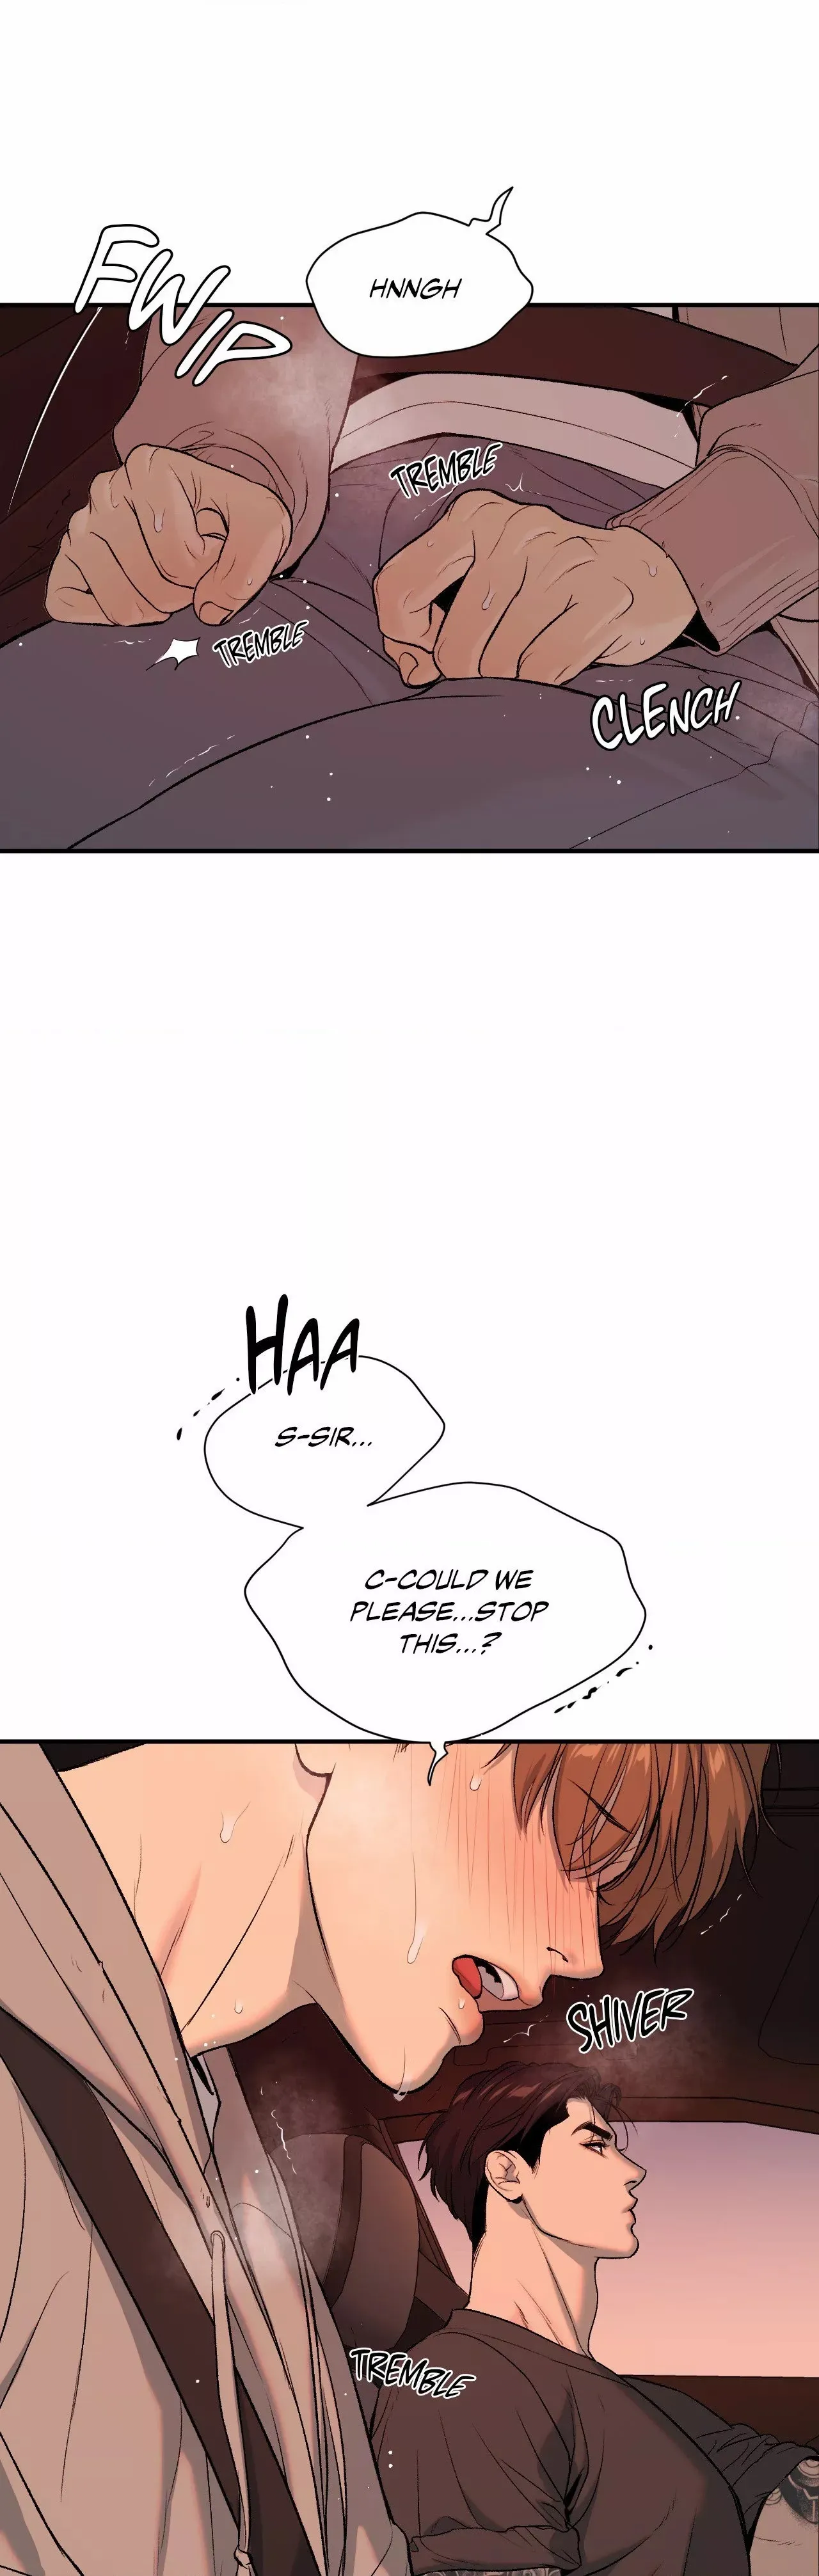 FWIP
HNNGH
TREMBLE
TREMBLE
CLENCH
HAA
S-SIR...
C-COULD WE
PLEASE...STOP
THIS...?
SHIVER
TREMBLE